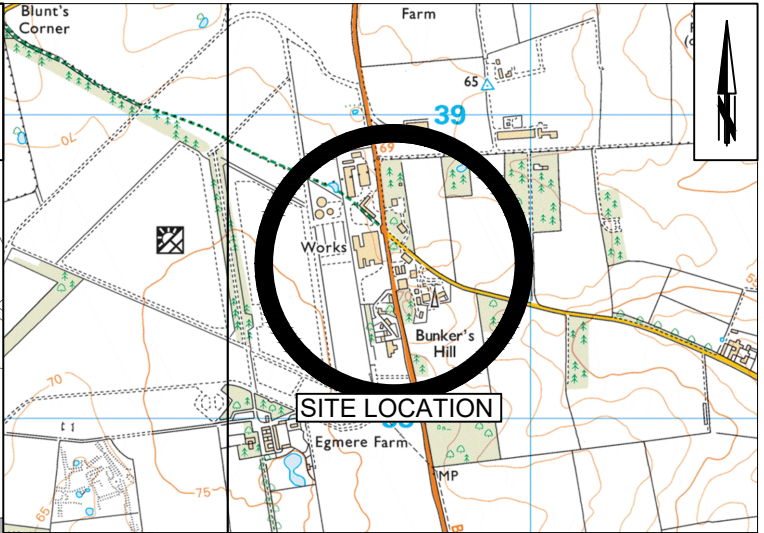 Blunt's
Corner
Farm
65
39
70
69
Works
Bunker's
Hill
70
SITE LOCATION
Egmere Farm
75
65
MP